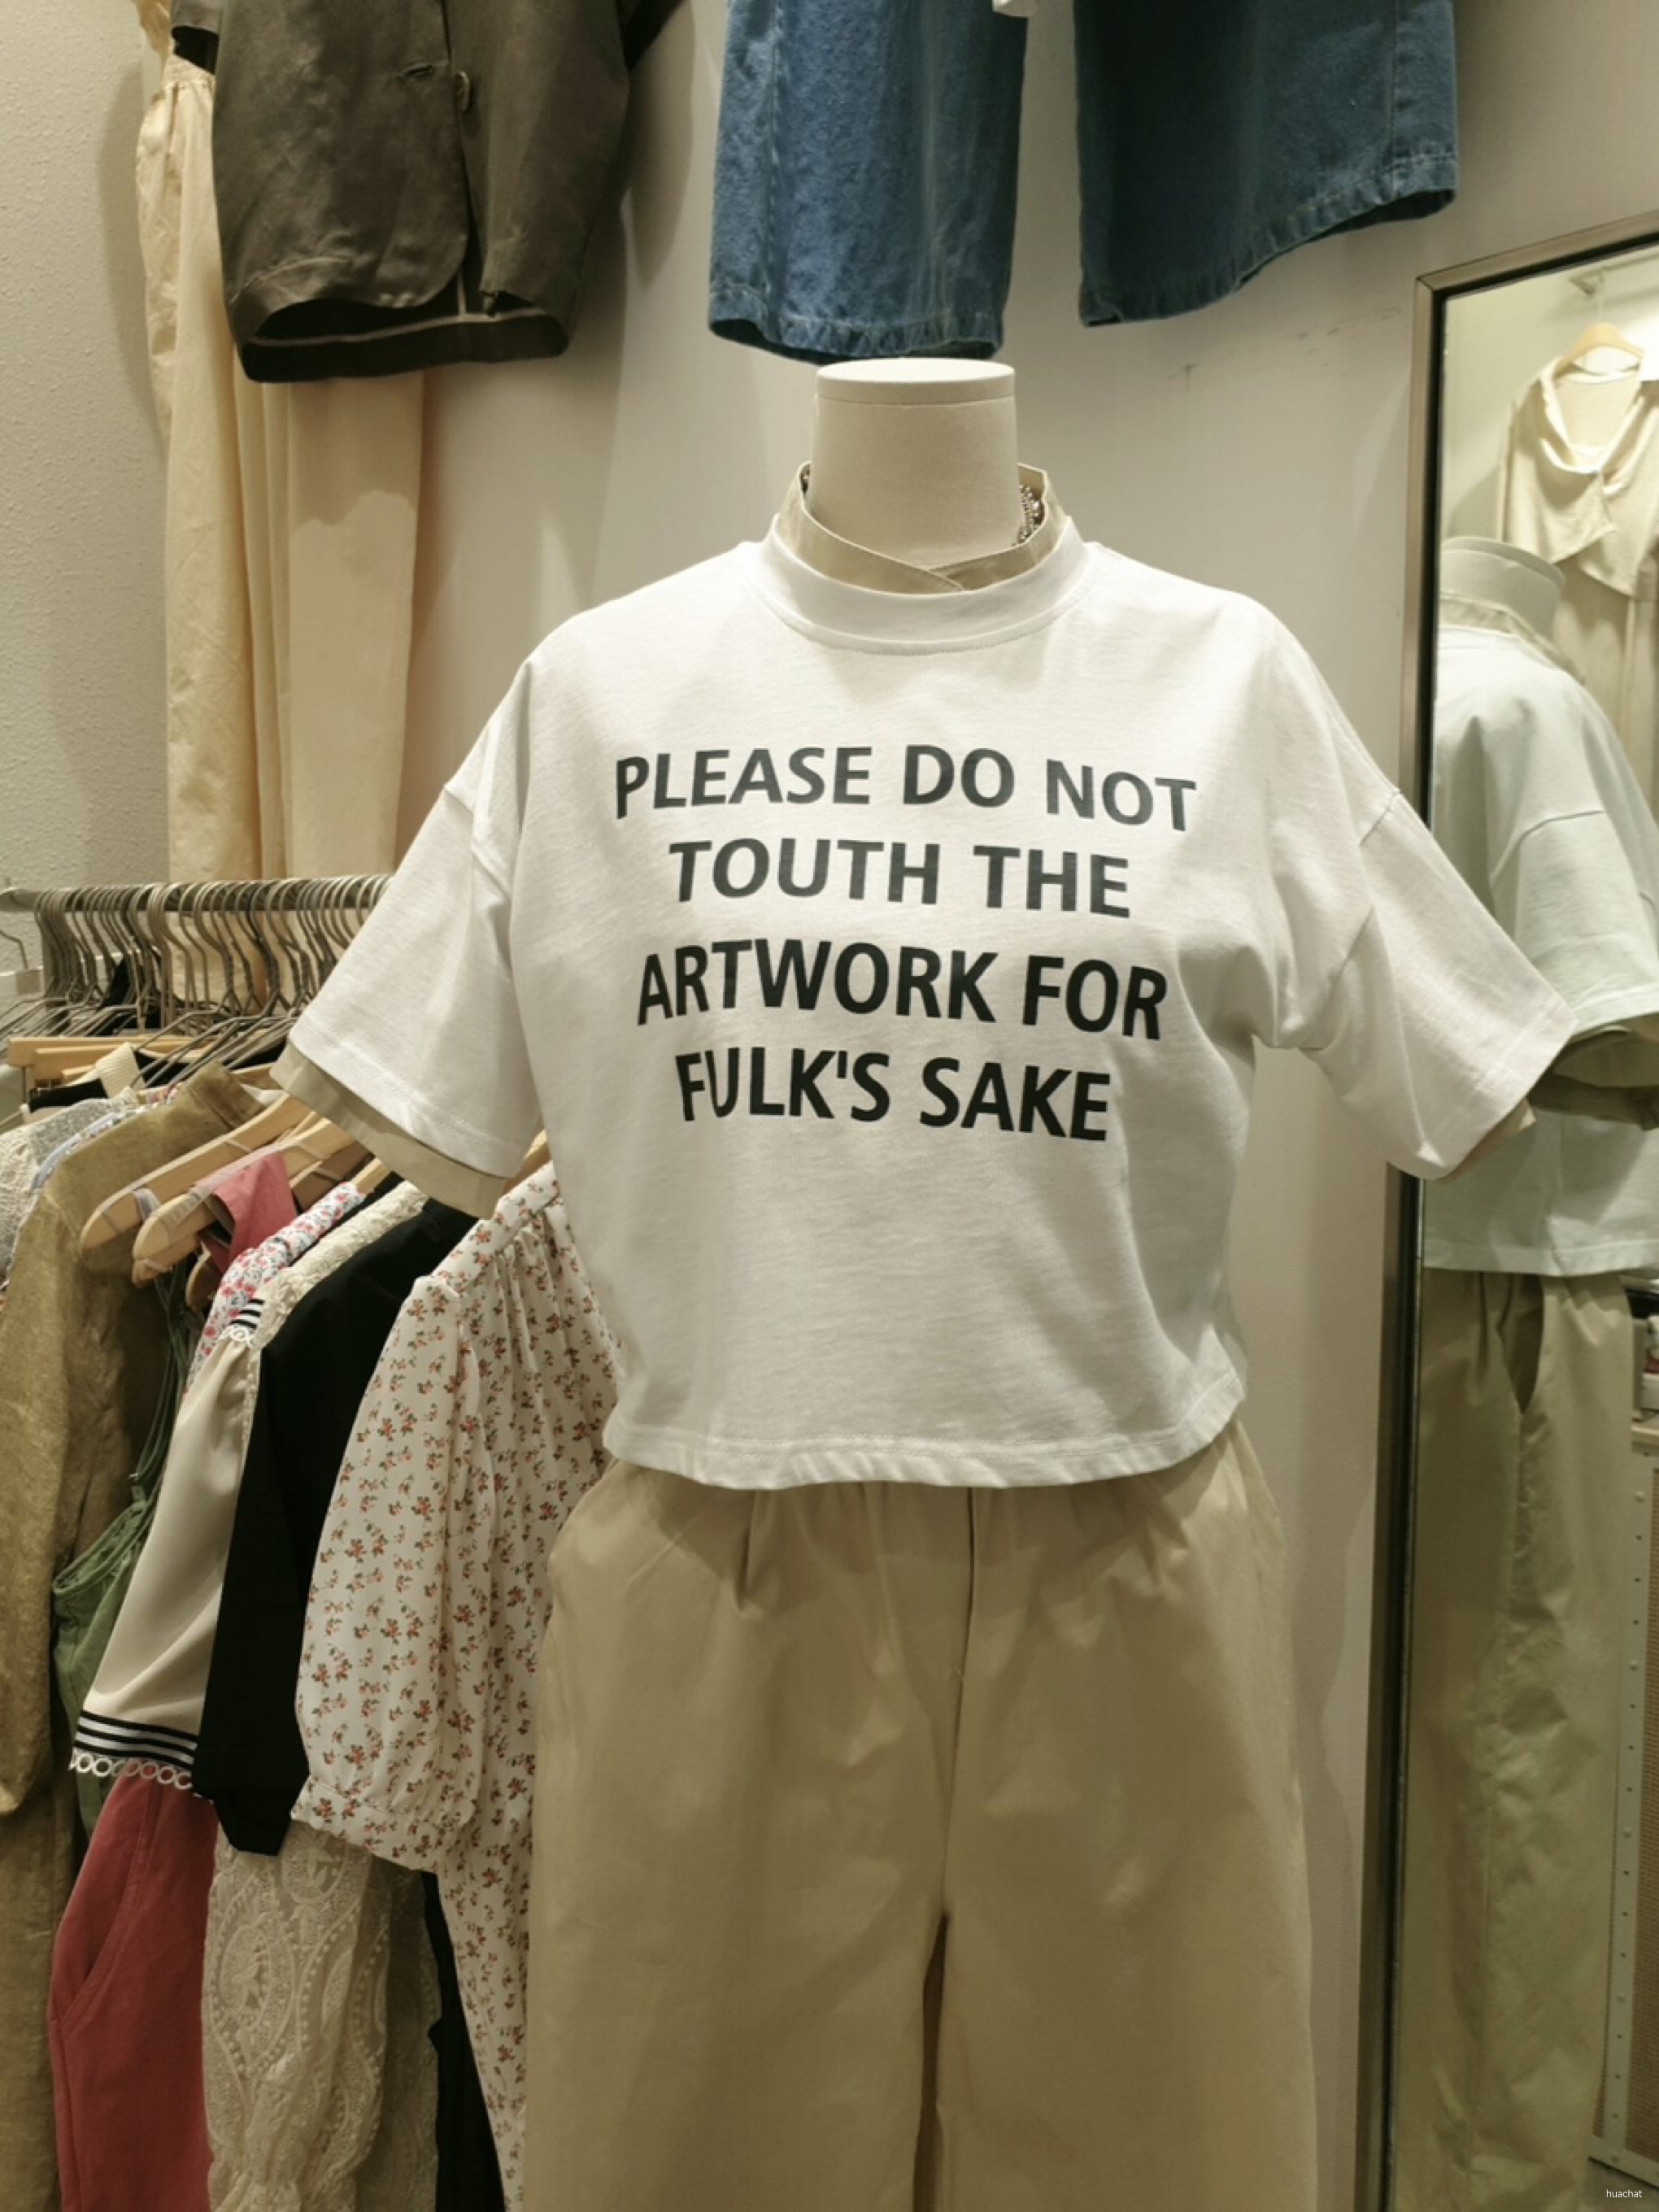 PLEASE DO NOT
TOUTH THE
ARTWORK FOR
FULK'S SAKE
huachat